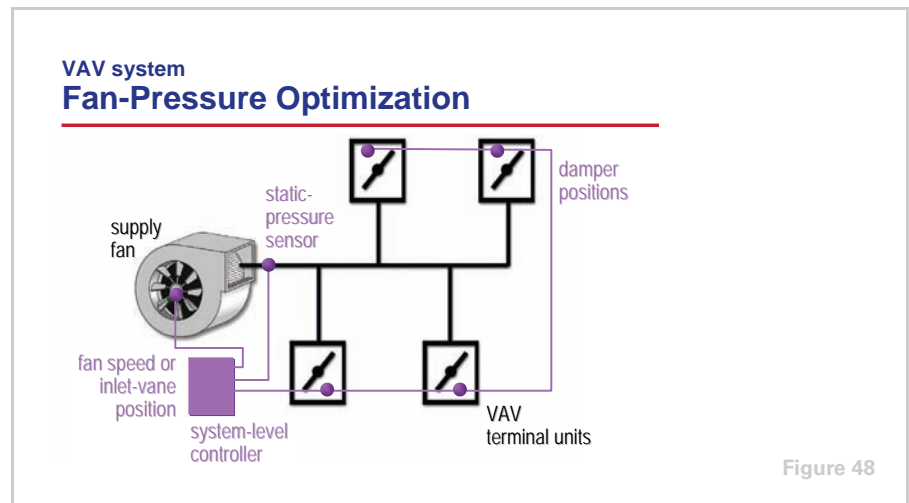 VAV system
Fan-Pressure Optimization
damper
positions
static-
pressure
sensor
supply
fan
fan speed or
inlet-vane
position
system-level
controller
VAV
terminal units
Figure 48